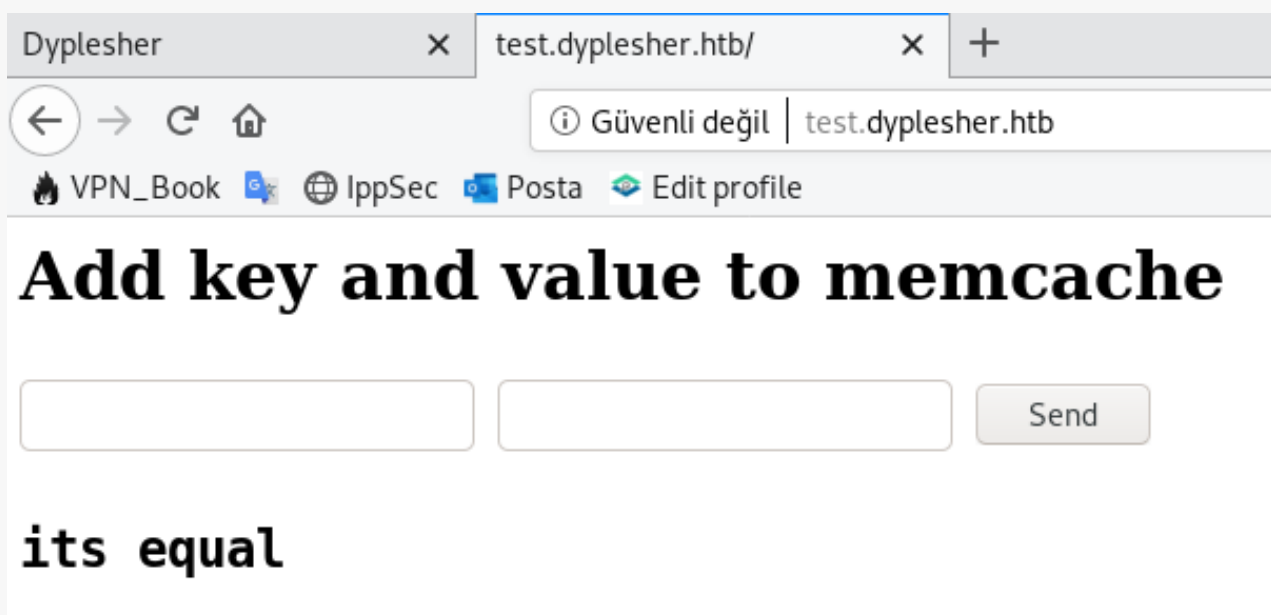 Dyplesher × test.dyplesher.htb/ × +
Güvenli değil test.dyplesher.htb
VPN_Book IppSec Posta Edit profile
Add key and value to memcache
Send
its equal